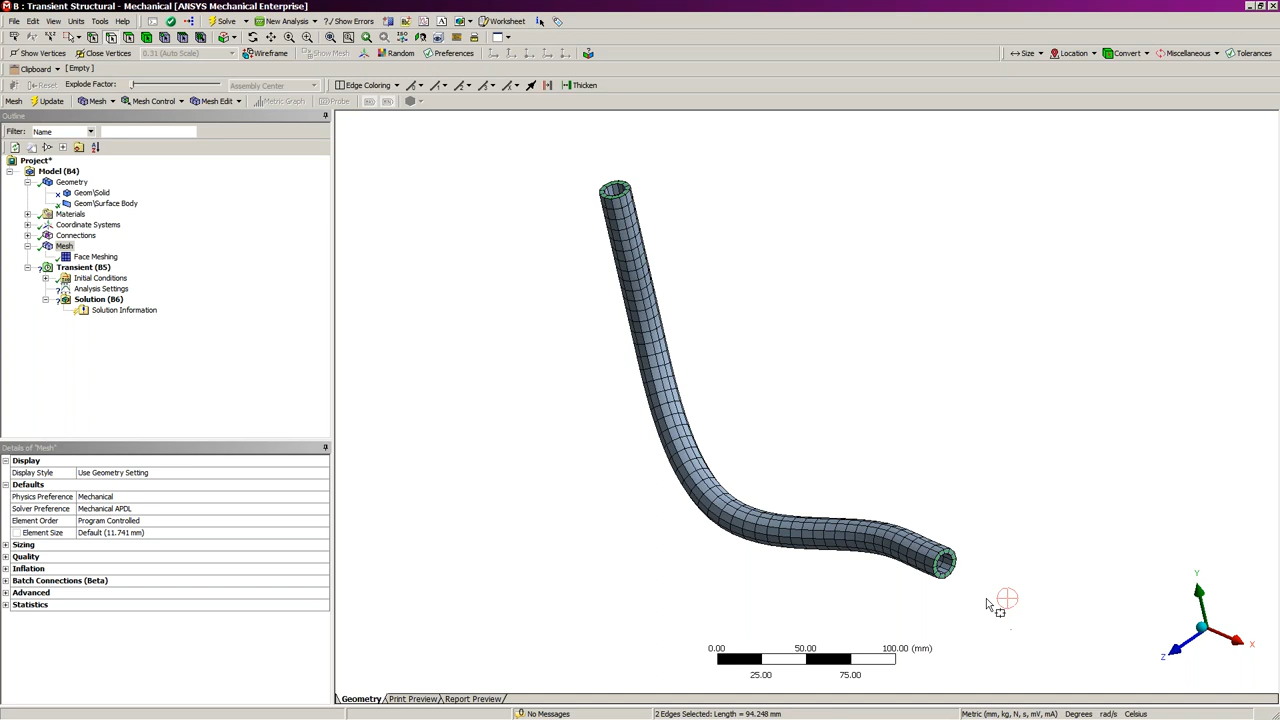 B : Transient Structural - Mechanical [ANSYS Mechanical Enterprise]
File Edit View Units Tools Help Solve New Analysis ?/Show Errors Worksheet
Show Vertices Close Vertices 0.31 (Auto Scale) Wireframe Show Mesh Random Preferences Size Location Convert Miscellaneous Tolerances
Clipboard [Empty]
Reset Explode Factor: Assembly Center Edge Coloring Thicken
Mesh Update Mesh Mesh Control Mesh Edit Metric Graph Probe
Outline
Filter: Name
Project*
Model (B4)
Geometry
Geom\Solid
Geom\Surface Body
Materials
Coordinate Systems
Connections
Mesh
Face Meshing
Transient (B5)
Initial Conditions
Analysis Settings
Solution (B6)
Solution Information
Details of "Mesh"
Display
Display Style Use Geometry Setting
Defaults
Physics Preference Mechanical
Solver Preference Mechanical APDL
Element Order Program Controlled
Element Size Default (11.741 mm)
Sizing
Quality
Inflation
Batch Connections (Beta)
Advanced
Statistics
0.00 50.00 100.00 (mm)
25.00 75.00
Y
X
Z
Geometry Print Preview Report Preview
No Messages 2 Edges Selected: Length = 94.248 mm Metric (mm, kg, N, s, mV, mA) Degrees rad/s Celsius